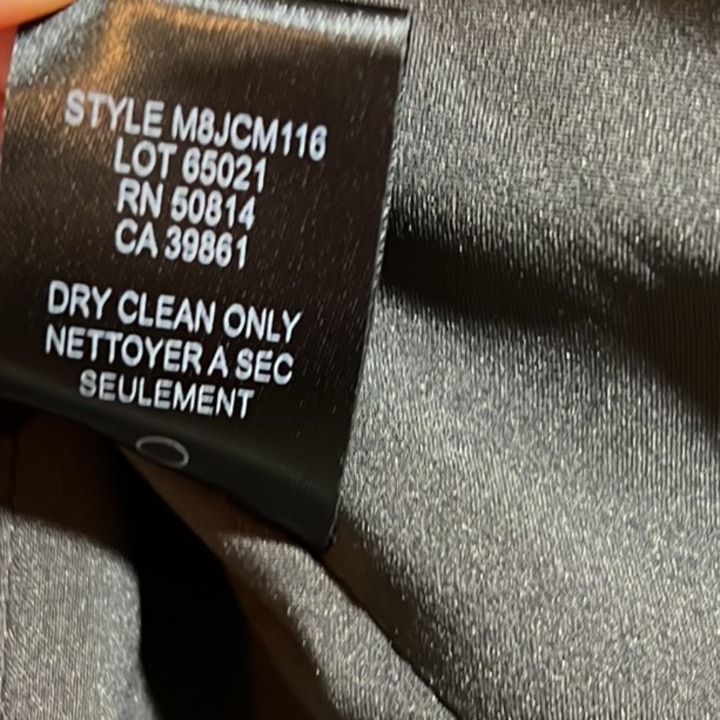 STYLE M8JCM116
LOT 65021
RN 50814
CA 39861
DRY CLEAN ONLY
NETTOYER A SEC
SEULEMENT